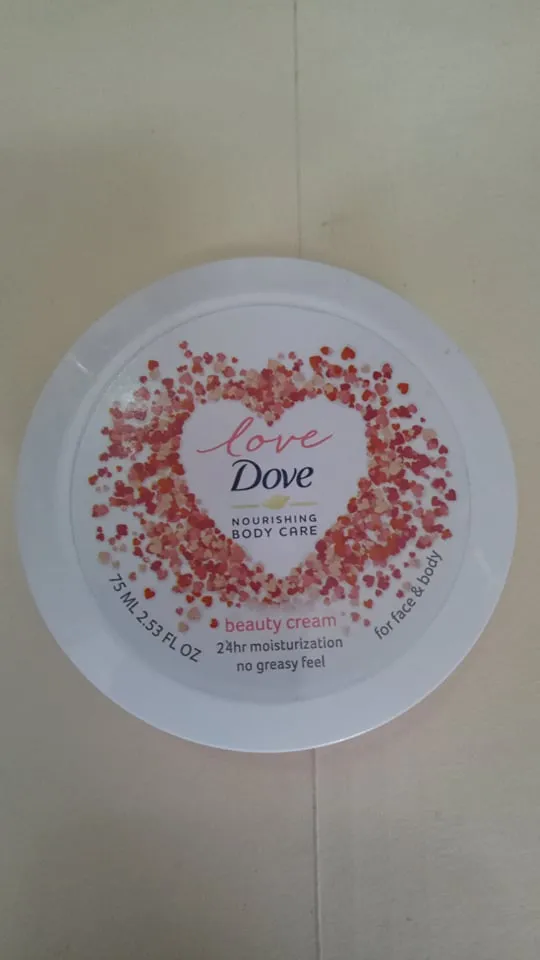 love
Dove
NOURISHING
BODY CARE
beauty cream
24hr moisturization
no greasy feel
75 ML 2.53 FL OZ
for face & body